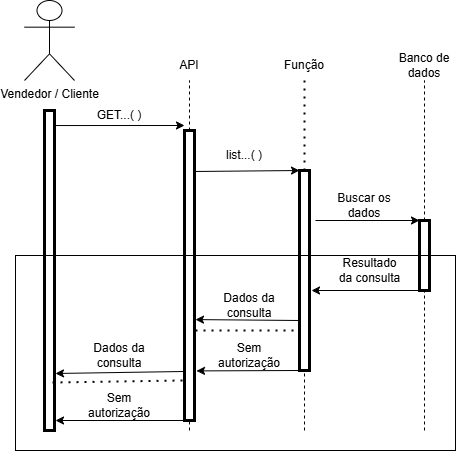 Vendedor / Cliente
API
Função
Banco de
dados
GET...( )
list...( )
Buscar os
dados
Resultado
da consulta
Dados da
consulta
Sem
autorização
Dados da
consulta
Sem
autorização